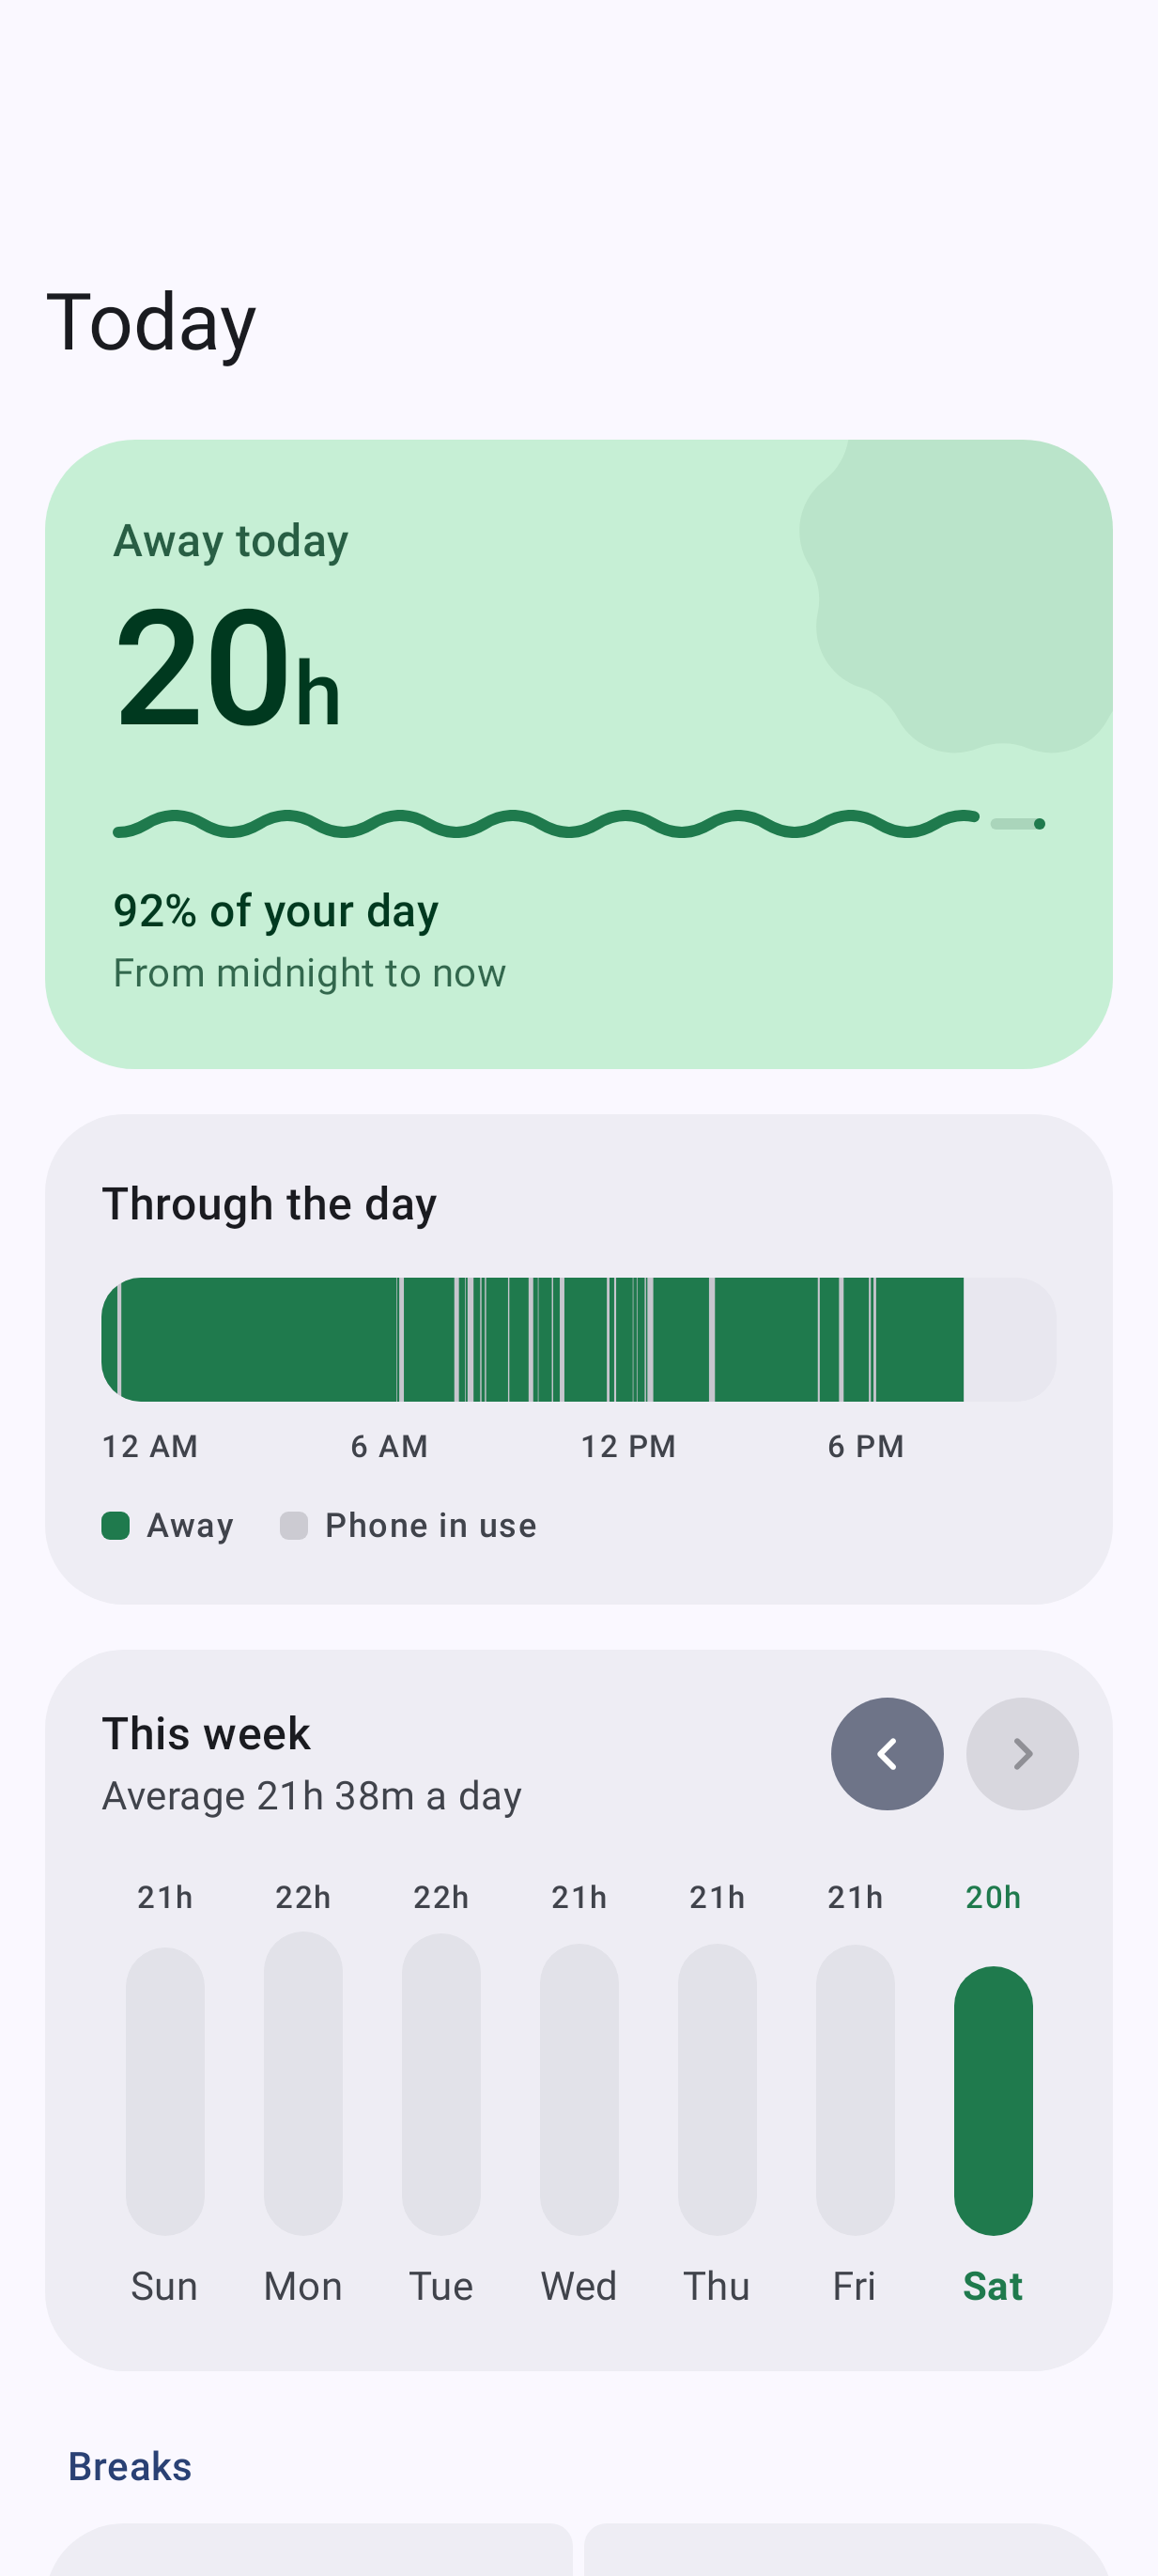 Today
Away today
20h
92% of your day
From midnight to now
Through the day
12 AM 6 AM 12 PM 6 PM
Away Phone in use
This week
Average 21h 38m a day
21h 22h 22h 21h 21h 21h 20h
Sun Mon Tue Wed Thu Fri Sat
Breaks